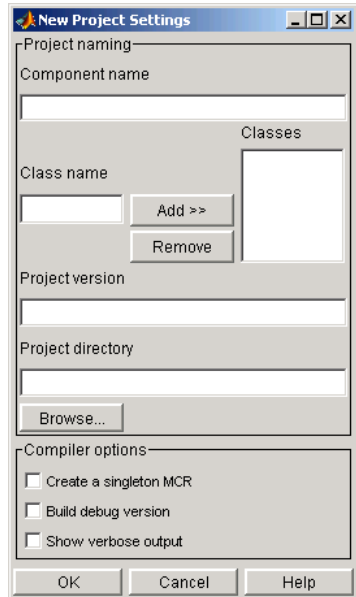 New Project Settings
Project naming
Component name
Classes
Class name
Add >>
Remove
Project version
Project directory
Browse...
Compiler options
Create a singleton MCR
Build debug version
Show verbose output
OK Cancel Help